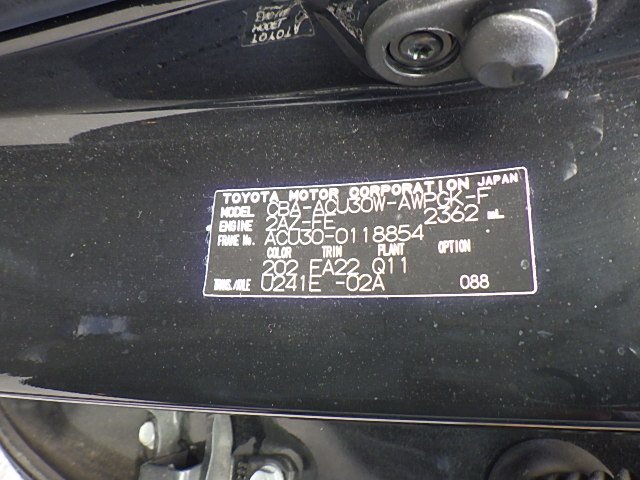 TOYOTA MOTOR CORPORATION JAPAN
MODEL CBA-ACU30W-AWPGK-F
ENGINE 2AZ-FE 2362 mL
FRAME No. ACU30-0118854
COLOR TRIM PLANT OPTION
202 EA22 Q11
TRANS./AXLE U241E -02A 088